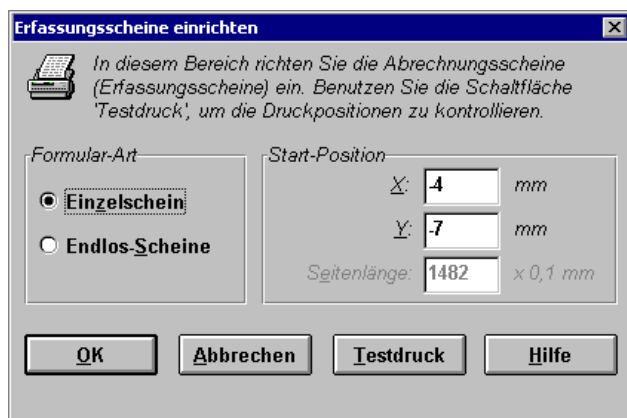 Erfassungsscheine einrichten
In diesem Bereich richten Sie die Abrechnungsscheine
(Erfassungsscheine) ein. Benutzen Sie die Schaltfläche
'Testdruck', um die Druckpositionen zu kontrollieren.
Formular-Art
Einzelschein
Endlos-Scheine
Start-Position
X: -4 mm
Y: -7 mm
Seitenlänge: 1482 x 0,1 mm
OK Abbrechen Testdruck Hilfe